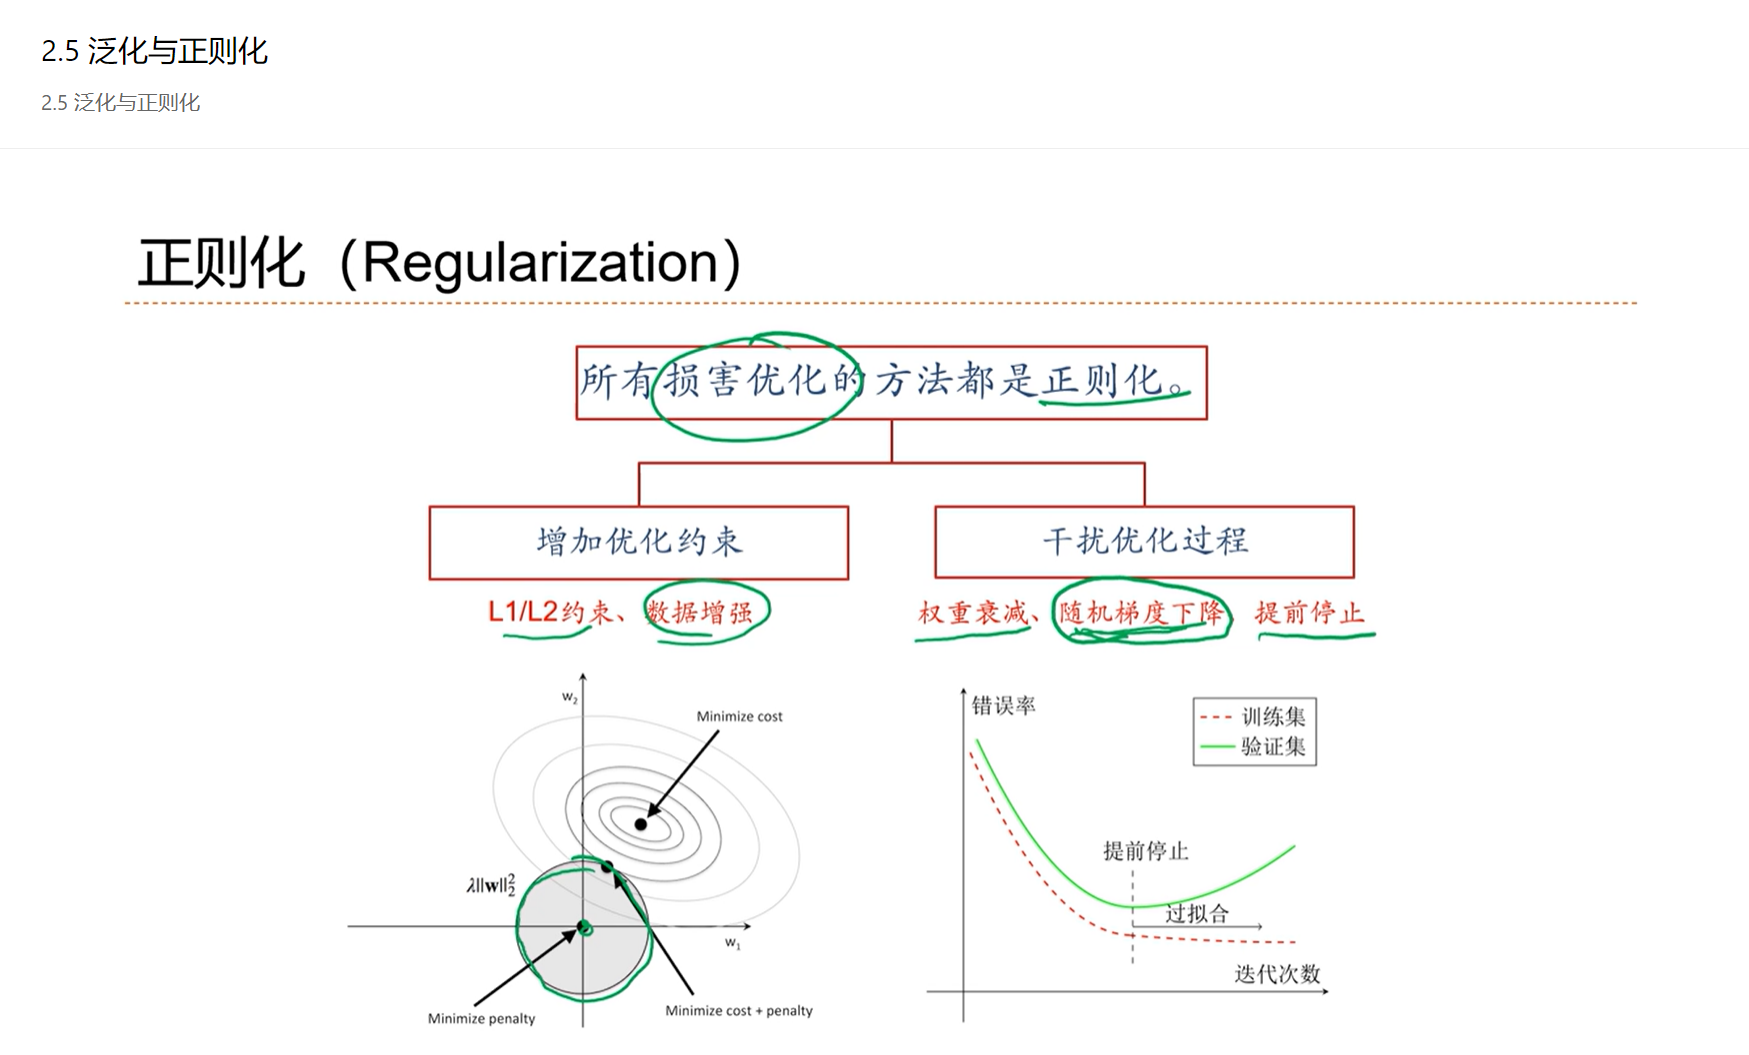 2.5 泛化与正则化
2.5 泛化与正则化
正则化（Regularization）
所有损害优化的方法都是正则化。
增加优化约束
干扰优化过程
L1/L2约束、数据增强
权重衰减、随机梯度下降 提前停止
w₂
Minimize cost
λ||w||₂²
w₁
Minimize penalty
Minimize cost + penalty
错误率
训练集
验证集
提前停止
过拟合
迭代次数